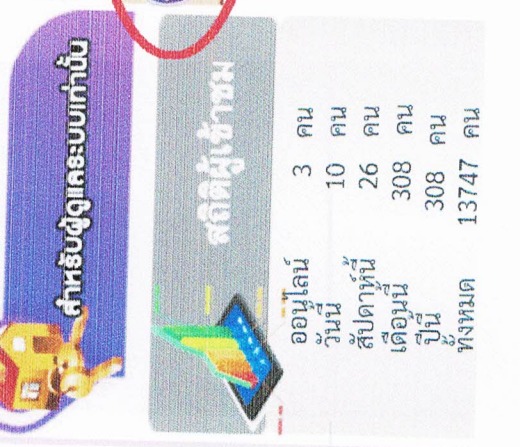 สำหรับผู้ดูแลระบบเท่านั้น
สถิติผู้เข้าชม
ออนไลน์ 3 คน
วันนี้ 10 คน
สัปดาห์นี้ 26 คน
เดือนนี้ 308 คน
ปีนี้ 308 คน
ทั้งหมด 13747 คน